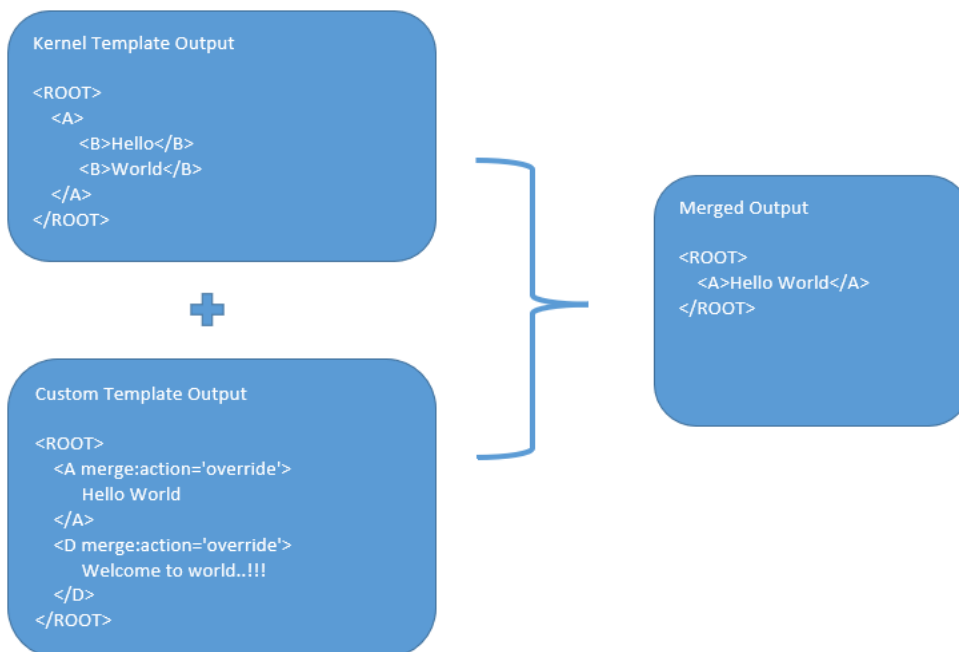 Kernel Template Output
<ROOT>
<A>
<B>Hello</B>
<B>World</B>
</A>
</ROOT>
Custom Template Output
<ROOT>
<A merge:action='override'>
Hello World
</A>
<D merge:action='override'>
Welcome to world..!!!
</D>
</ROOT>
Merged Output
<ROOT>
<A>Hello World</A>
</ROOT>